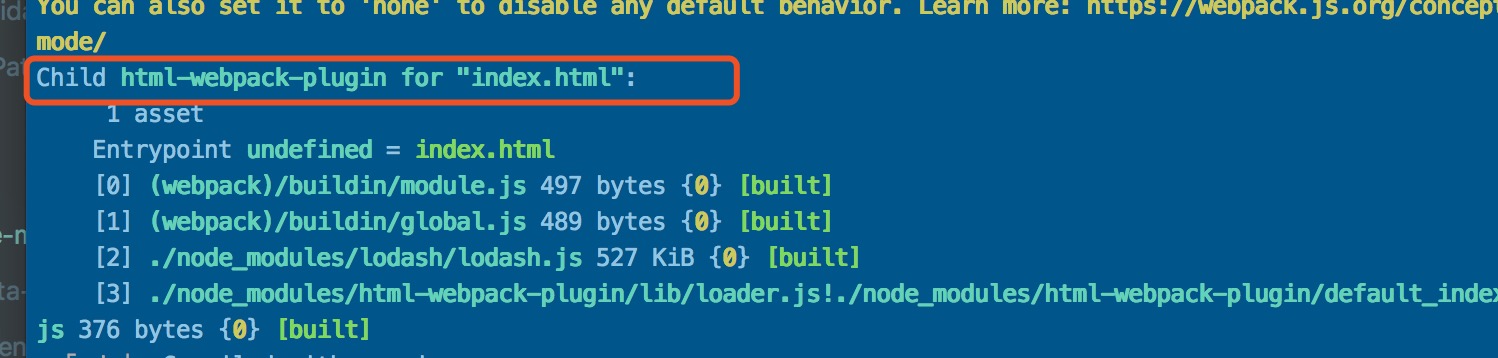 You can also set it to 'none' to disable any default behavior. Learn more: https://webpack.js.org/concept
mode/
Child html-webpack-plugin for "index.html":
1 asset
Entrypoint undefined = index.html
[0] (webpack)/buildin/module.js 497 bytes {0} [built]
[1] (webpack)/buildin/global.js 489 bytes {0} [built]
[2] ./node_modules/lodash/lodash.js 527 KiB {0} [built]
[3] ./node_modules/html-webpack-plugin/lib/loader.js!./node_modules/html-webpack-plugin/default_index
js 376 bytes {0} [built]